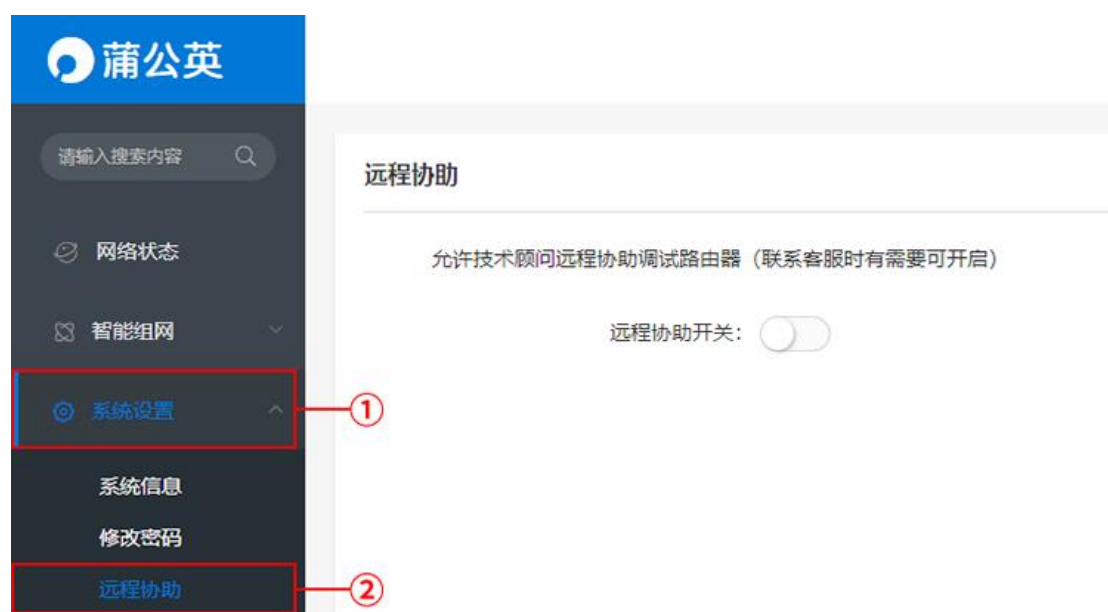 蒲公英
请输入搜索内容
网络状态
智能组网
系统设置
系统信息
修改密码
远程协助
远程协助
允许技术顾问远程协助调试路由器（联系客服时有需要可开启）
远程协助开关：
①
②